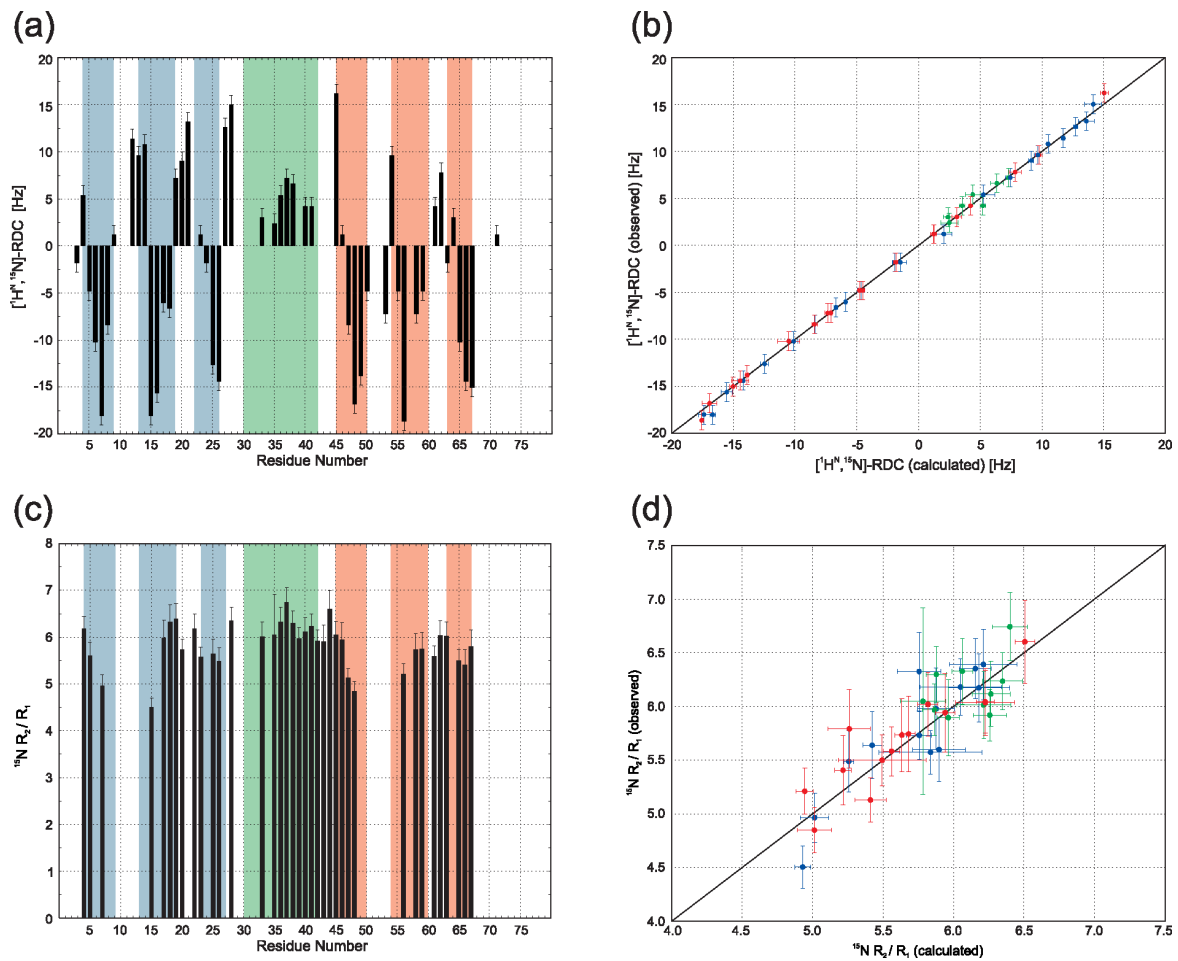 (a)
20
15
10
5
0
-5
-10
-15
-20
[¹Hᴺ,¹⁵N]-RDC [Hz]
5 10 15 20 25 30 35 40 45 50 55 60 65 70 75
Residue Number
(b)
20
15
10
5
0
-5
-10
-15
-20
[¹Hᴺ,¹⁵N]-RDC (observed) [Hz]
-20 -15 -10 -5 0 5 10 15 20
[¹Hᴺ,¹⁵N]-RDC (calculated) [Hz]
(c)
8
7
6
5
4
3
2
1
0
¹⁵N R₂/ R₁
5 10 15 20 25 30 35 40 45 50 55 60 65 70 75
Residue Number
(d)
7.5
7.0
6.5
6.0
5.5
5.0
4.5
4.0
¹⁵N R₂/ R₁ (observed)
4.0 4.5 5.0 5.5 6.0 6.5 7.0 7.5
¹⁵N R₂/ R₁ (calculated)